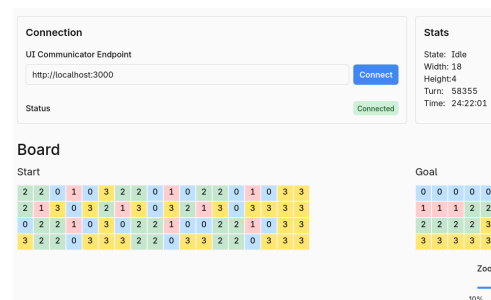 Connection
UI Communicator Endpoint
http://localhost:3000
Connect
Status
Connected
Stats
State: Idle
Width: 18
Height:4
Turn: 58355
Time: 24:22:01
Board
Start
2 2 0 1 0 3 2 2 0 1 0 2 2 0 1 0 3 3
2 1 3 0 3 2 1 3 0 3 2 1 3 0 3 3 3 3
0 2 2 1 0 3 0 2 2 1 0 0 2 2 1 0 3 3
3 2 2 0 3 3 3 2 2 0 3 3 2 2 0 3 3 3
Goal
0 0 0 0 0
1 1 1 2 2
2 2 2 2 3
3 3 3 3 3
Zoo
10%